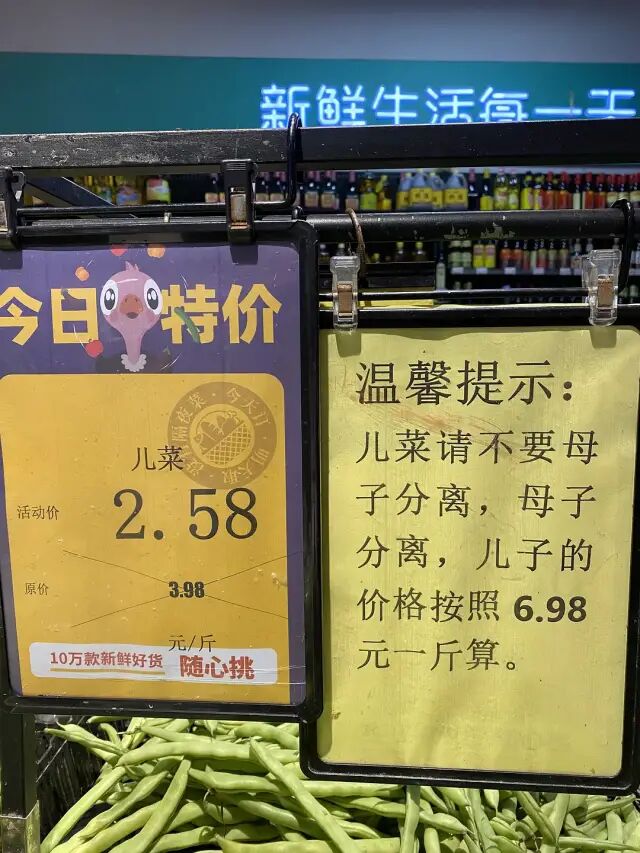 新鲜生活每一天
今日特价
儿菜
活动价
2.58
原价
3.98
元/斤
10万款新鲜好货 随心挑
温馨提示：
儿菜请不要母
子分离，母子
分离，儿子的
价格按照 6.98
元一斤算。